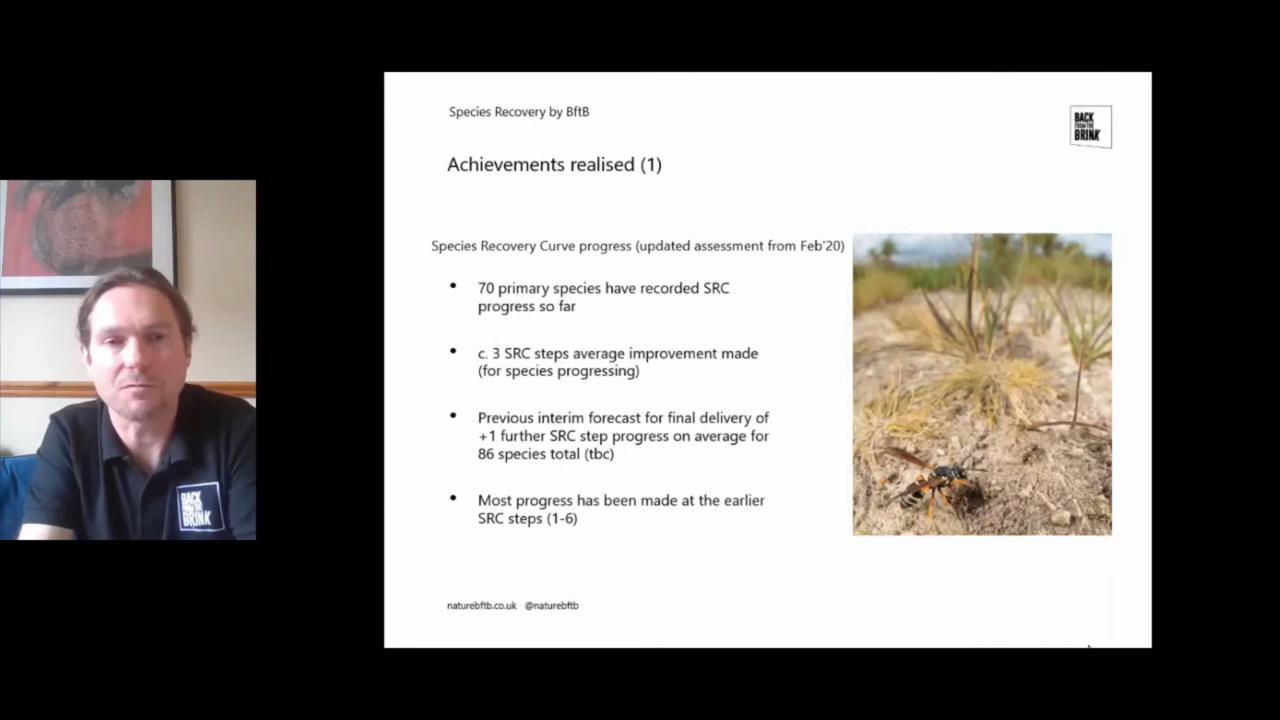 Species Recovery by BftB
BACK
FROM THE
BRINK
Achievements realised (1)
Species Recovery Curve progress (updated assessment from Feb'20)
• 70 primary species have recorded SRC
progress so far
• c. 3 SRC steps average improvement made
(for species progressing)
• Previous interim forecast for final delivery of
+1 further SRC step progress on average for
86 species total (tbc)
• Most progress has been made at the earlier
SRC steps (1-6)
naturebftb.co.uk @naturebftb
BACK
FROM THE
BRINK